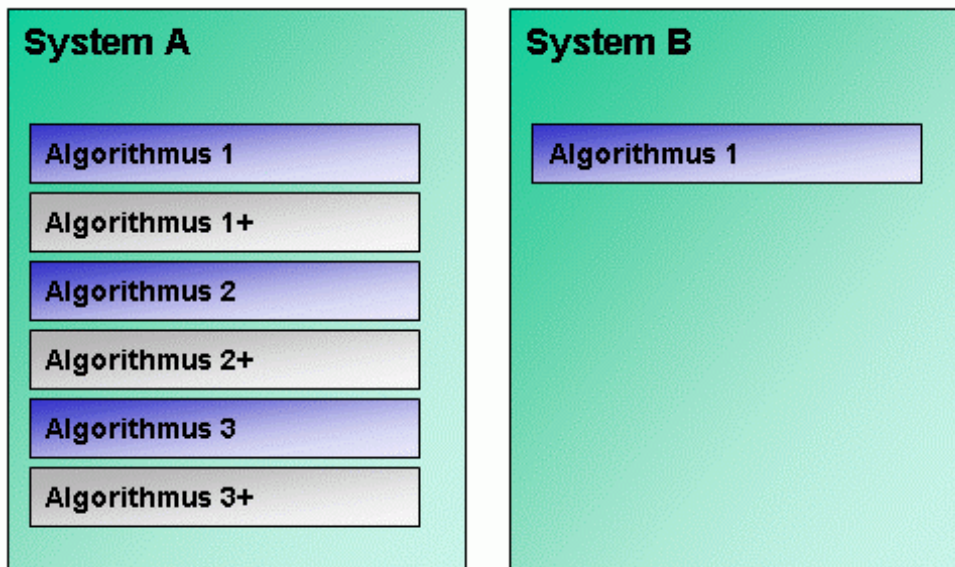 System A
Algorithmus 1
Algorithmus 1+
Algorithmus 2
Algorithmus 2+
Algorithmus 3
Algorithmus 3+
System B
Algorithmus 1